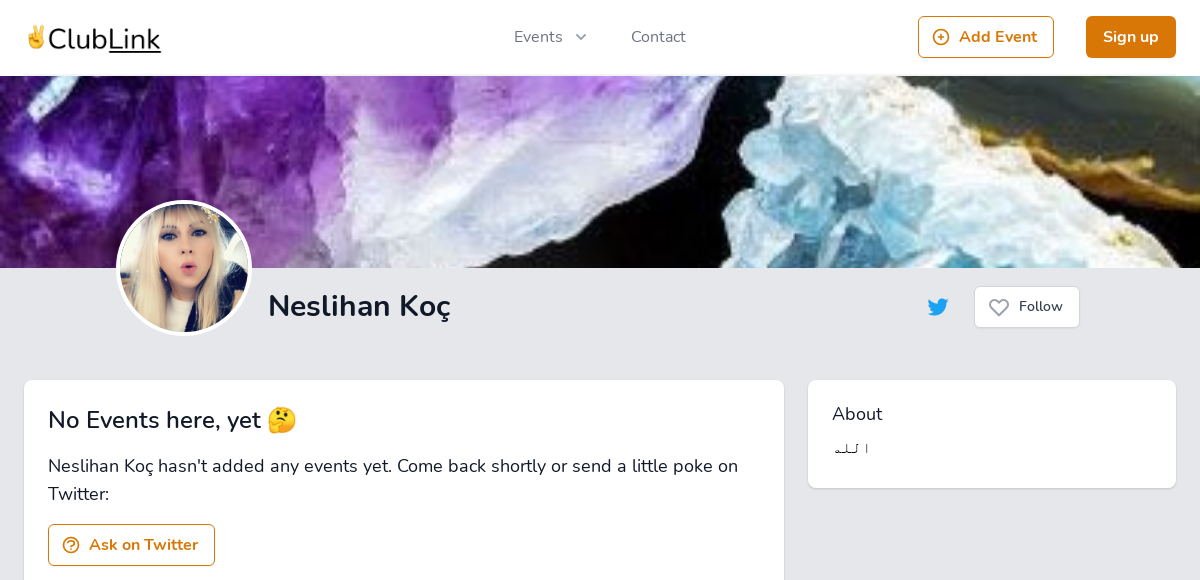 ✌️ClubLink
Events
Contact
Add Event
Sign up
Neslihan Koç
Follow
No Events here, yet 🤔
Neslihan Koç hasn't added any events yet. Come back shortly or send a little poke on
Twitter:
Ask on Twitter
About
الله